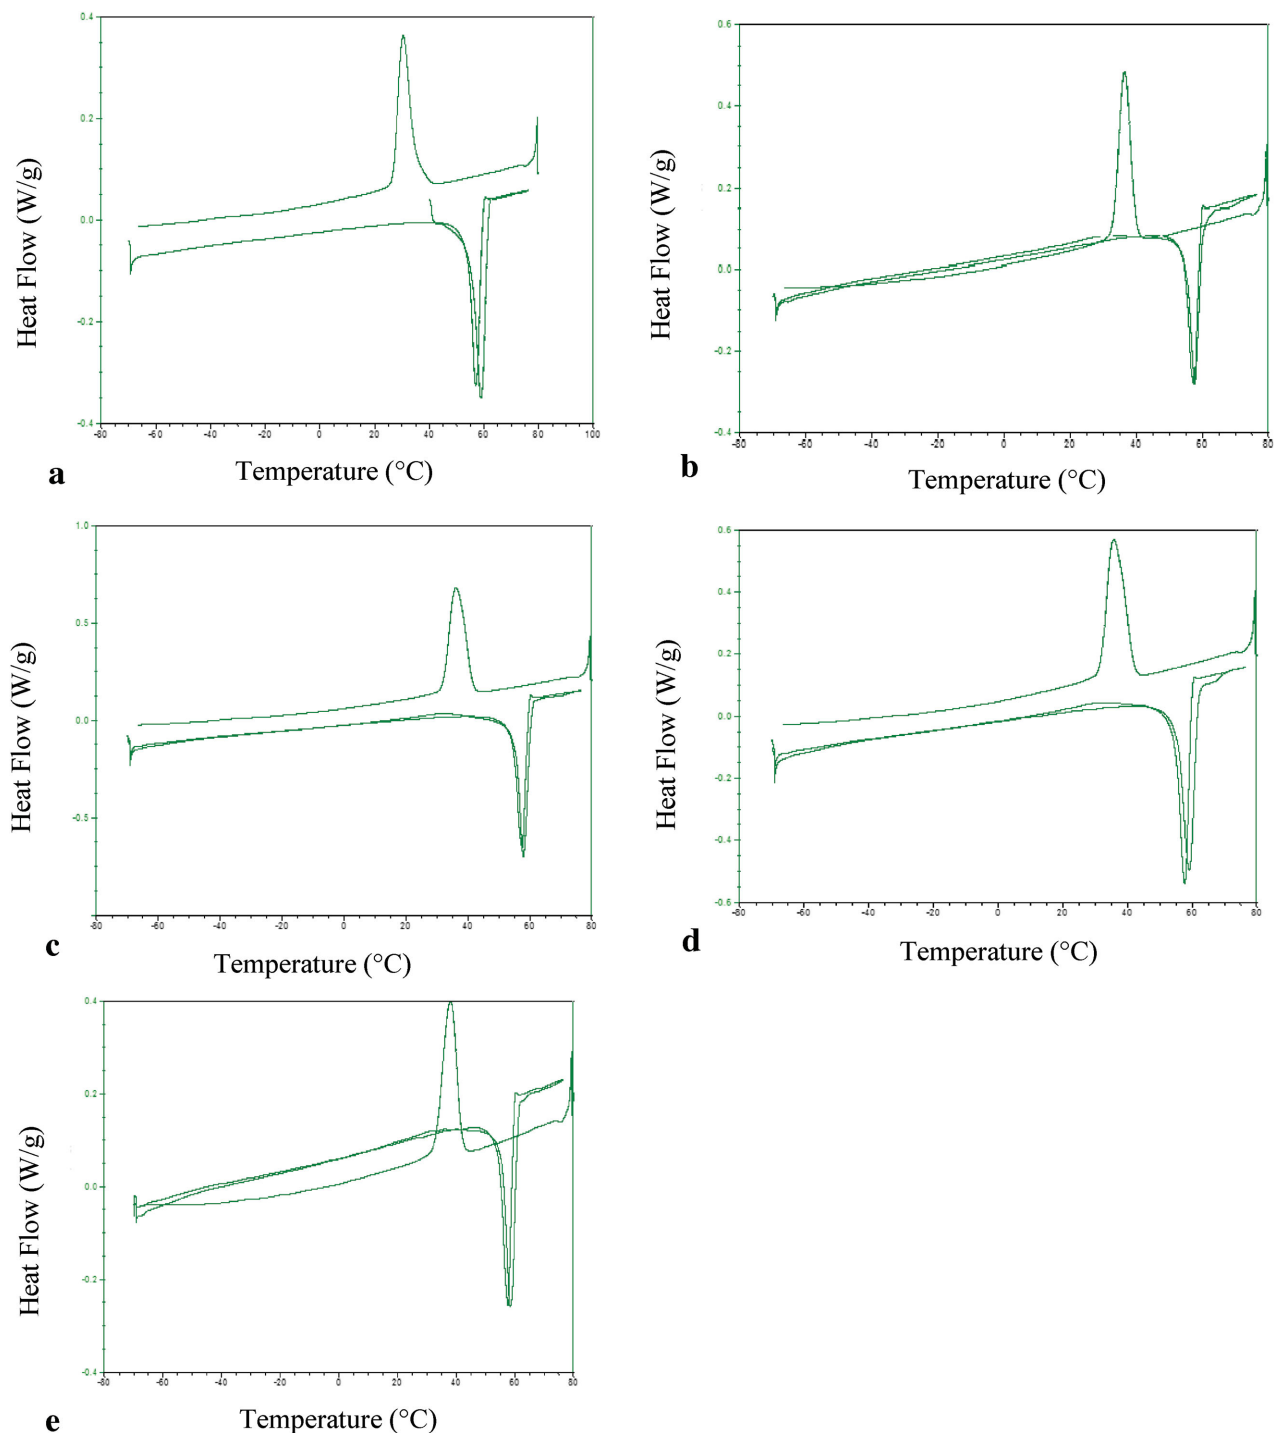 0.4
0.2
0.0
-0.2
-0.4
-80 -60 -40 -20 0 20 40 60 80 100
Heat Flow (W/g)
Temperature (°C)
a
0.6
0.4
0.2
0.0
-0.2
-0.4
-80 -60 -40 -20 0 20 40 60 80
Heat Flow (W/g)
Temperature (°C)
b
1.0
0.5
0.0
-0.5
-80 -60 -40 -20 0 20 40 60 80
Heat Flow (W/g)
Temperature (°C)
c
0.6
0.4
0.2
0.0
-0.2
-0.4
-0.6
-80 -60 -40 -20 0 20 40 60 80
Heat Flow (W/g)
Temperature (°C)
d
0.4
0.2
0.0
-0.2
-0.4
-80 -60 -40 -20 0 20 40 60 80
Heat Flow (W/g)
Temperature (°C)
e